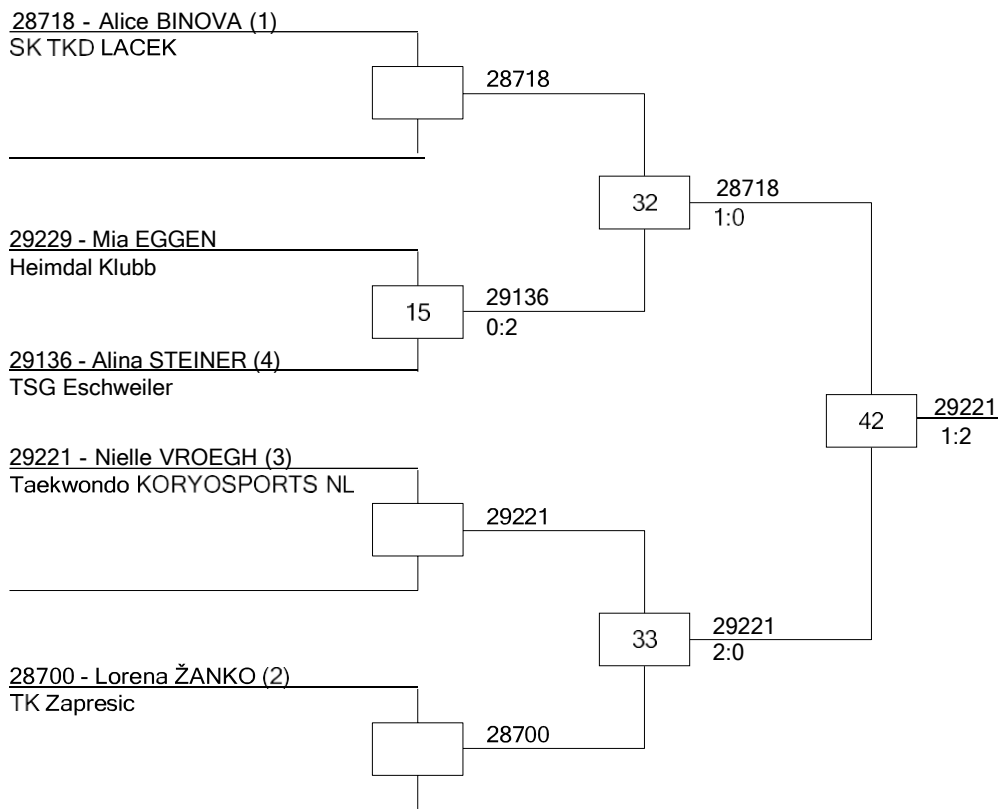 28718 - Alice BINOVA (1)
SK TKD LACEK
28718
32
28718
1:0
29229 - Mia EGGEN
Heimdal Klubb
15
29136
0:2
29136 - Alina STEINER (4)
TSG Eschweiler
42
29221
1:2
29221 - Nielle VROEGH (3)
Taekwondo KORYOSPORTS NL
29221
33
29221
2:0
28700 - Lorena ŽANKO (2)
TK Zapresic
28700